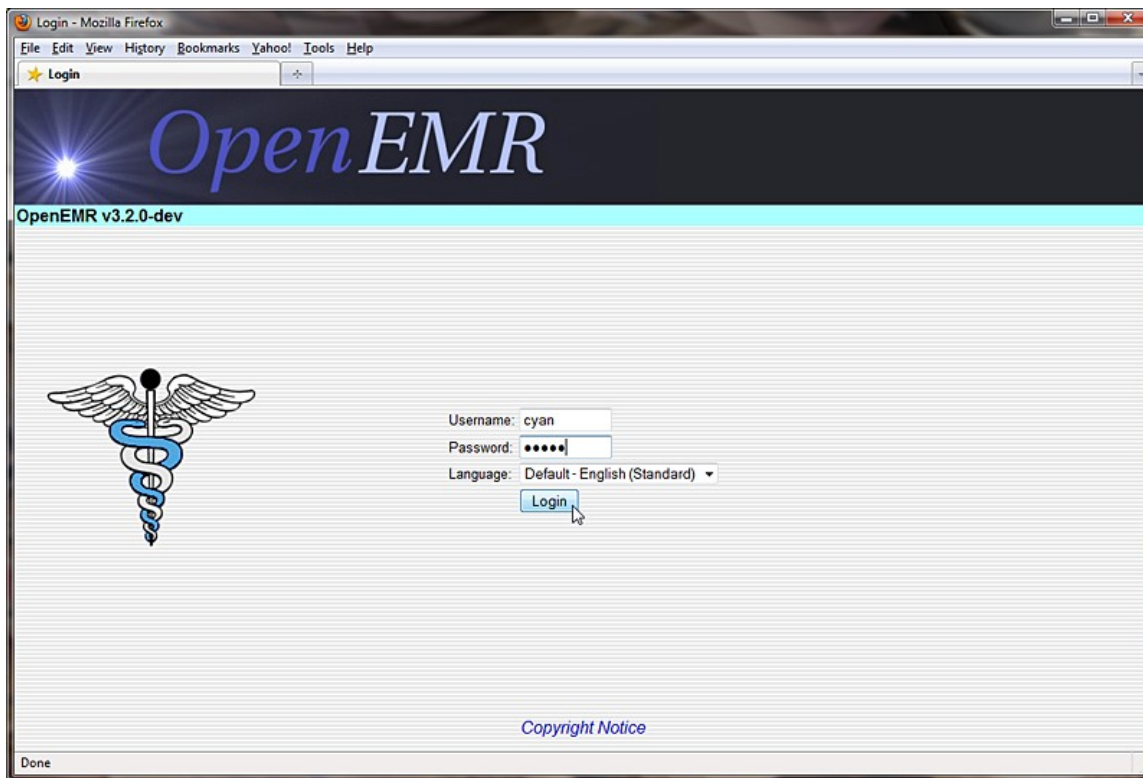 Login - Mozilla Firefox
File Edit View History Bookmarks Yahoo! Tools Help
Login
OpenEMR
OpenEMR v3.2.0-dev
Username: cyan
Password: •••••
Language: Default - English (Standard)
Login
Copyright Notice
Done